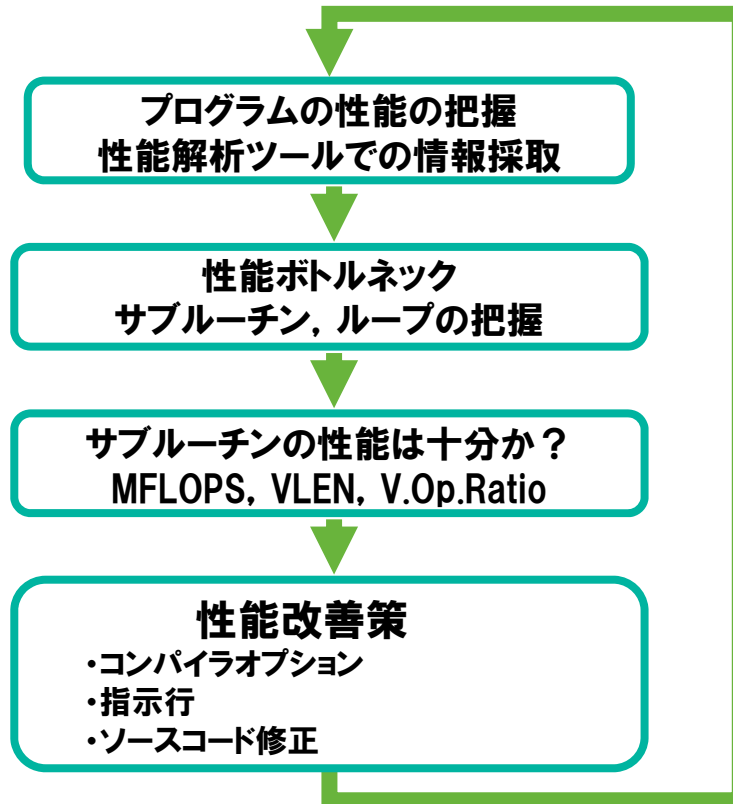 プログラムの性能の把握
性能解析ツールでの情報採取
性能ボトルネック
サブルーチン, ループの把握
サブルーチンの性能は十分か?
MFLOPS, VLEN, V.Op.Ratio
性能改善策
・コンパイラオプション
・指示行
・ソースコード修正